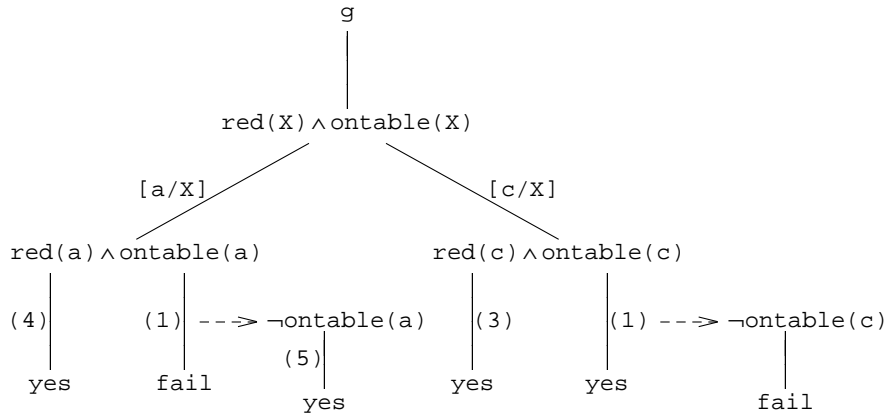 g
red(X)∧ontable(X)
[a/X] [c/X]
red(a)∧ontable(a) red(c)∧ontable(c)
(4) (1) ¬ontable(a) (3) (1) ¬ontable(c)
(5)
yes fail yes yes
yes fail